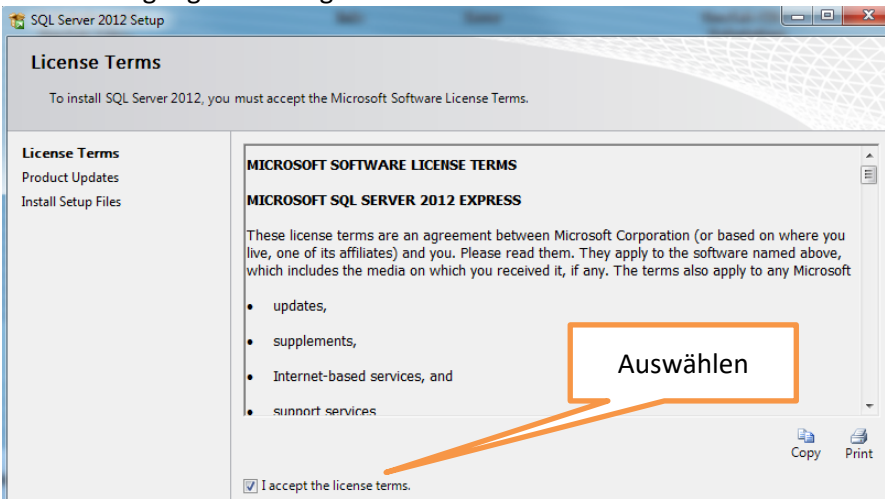 SQL Server 2012 Setup
License Terms
To install SQL Server 2012, you must accept the Microsoft Software License Terms.
License Terms
Product Updates
Install Setup Files
MICROSOFT SOFTWARE LICENSE TERMS
MICROSOFT SQL SERVER 2012 EXPRESS
These license terms are an agreement between Microsoft Corporation (or based on where you
live, one of its affiliates) and you. Please read them. They apply to the software named above,
which includes the media on which you received it, if any. The terms also apply to any Microsoft
• updates,
• supplements,
• Internet-based services, and
• support services
Auswählen
Copy Print
I accept the license terms.